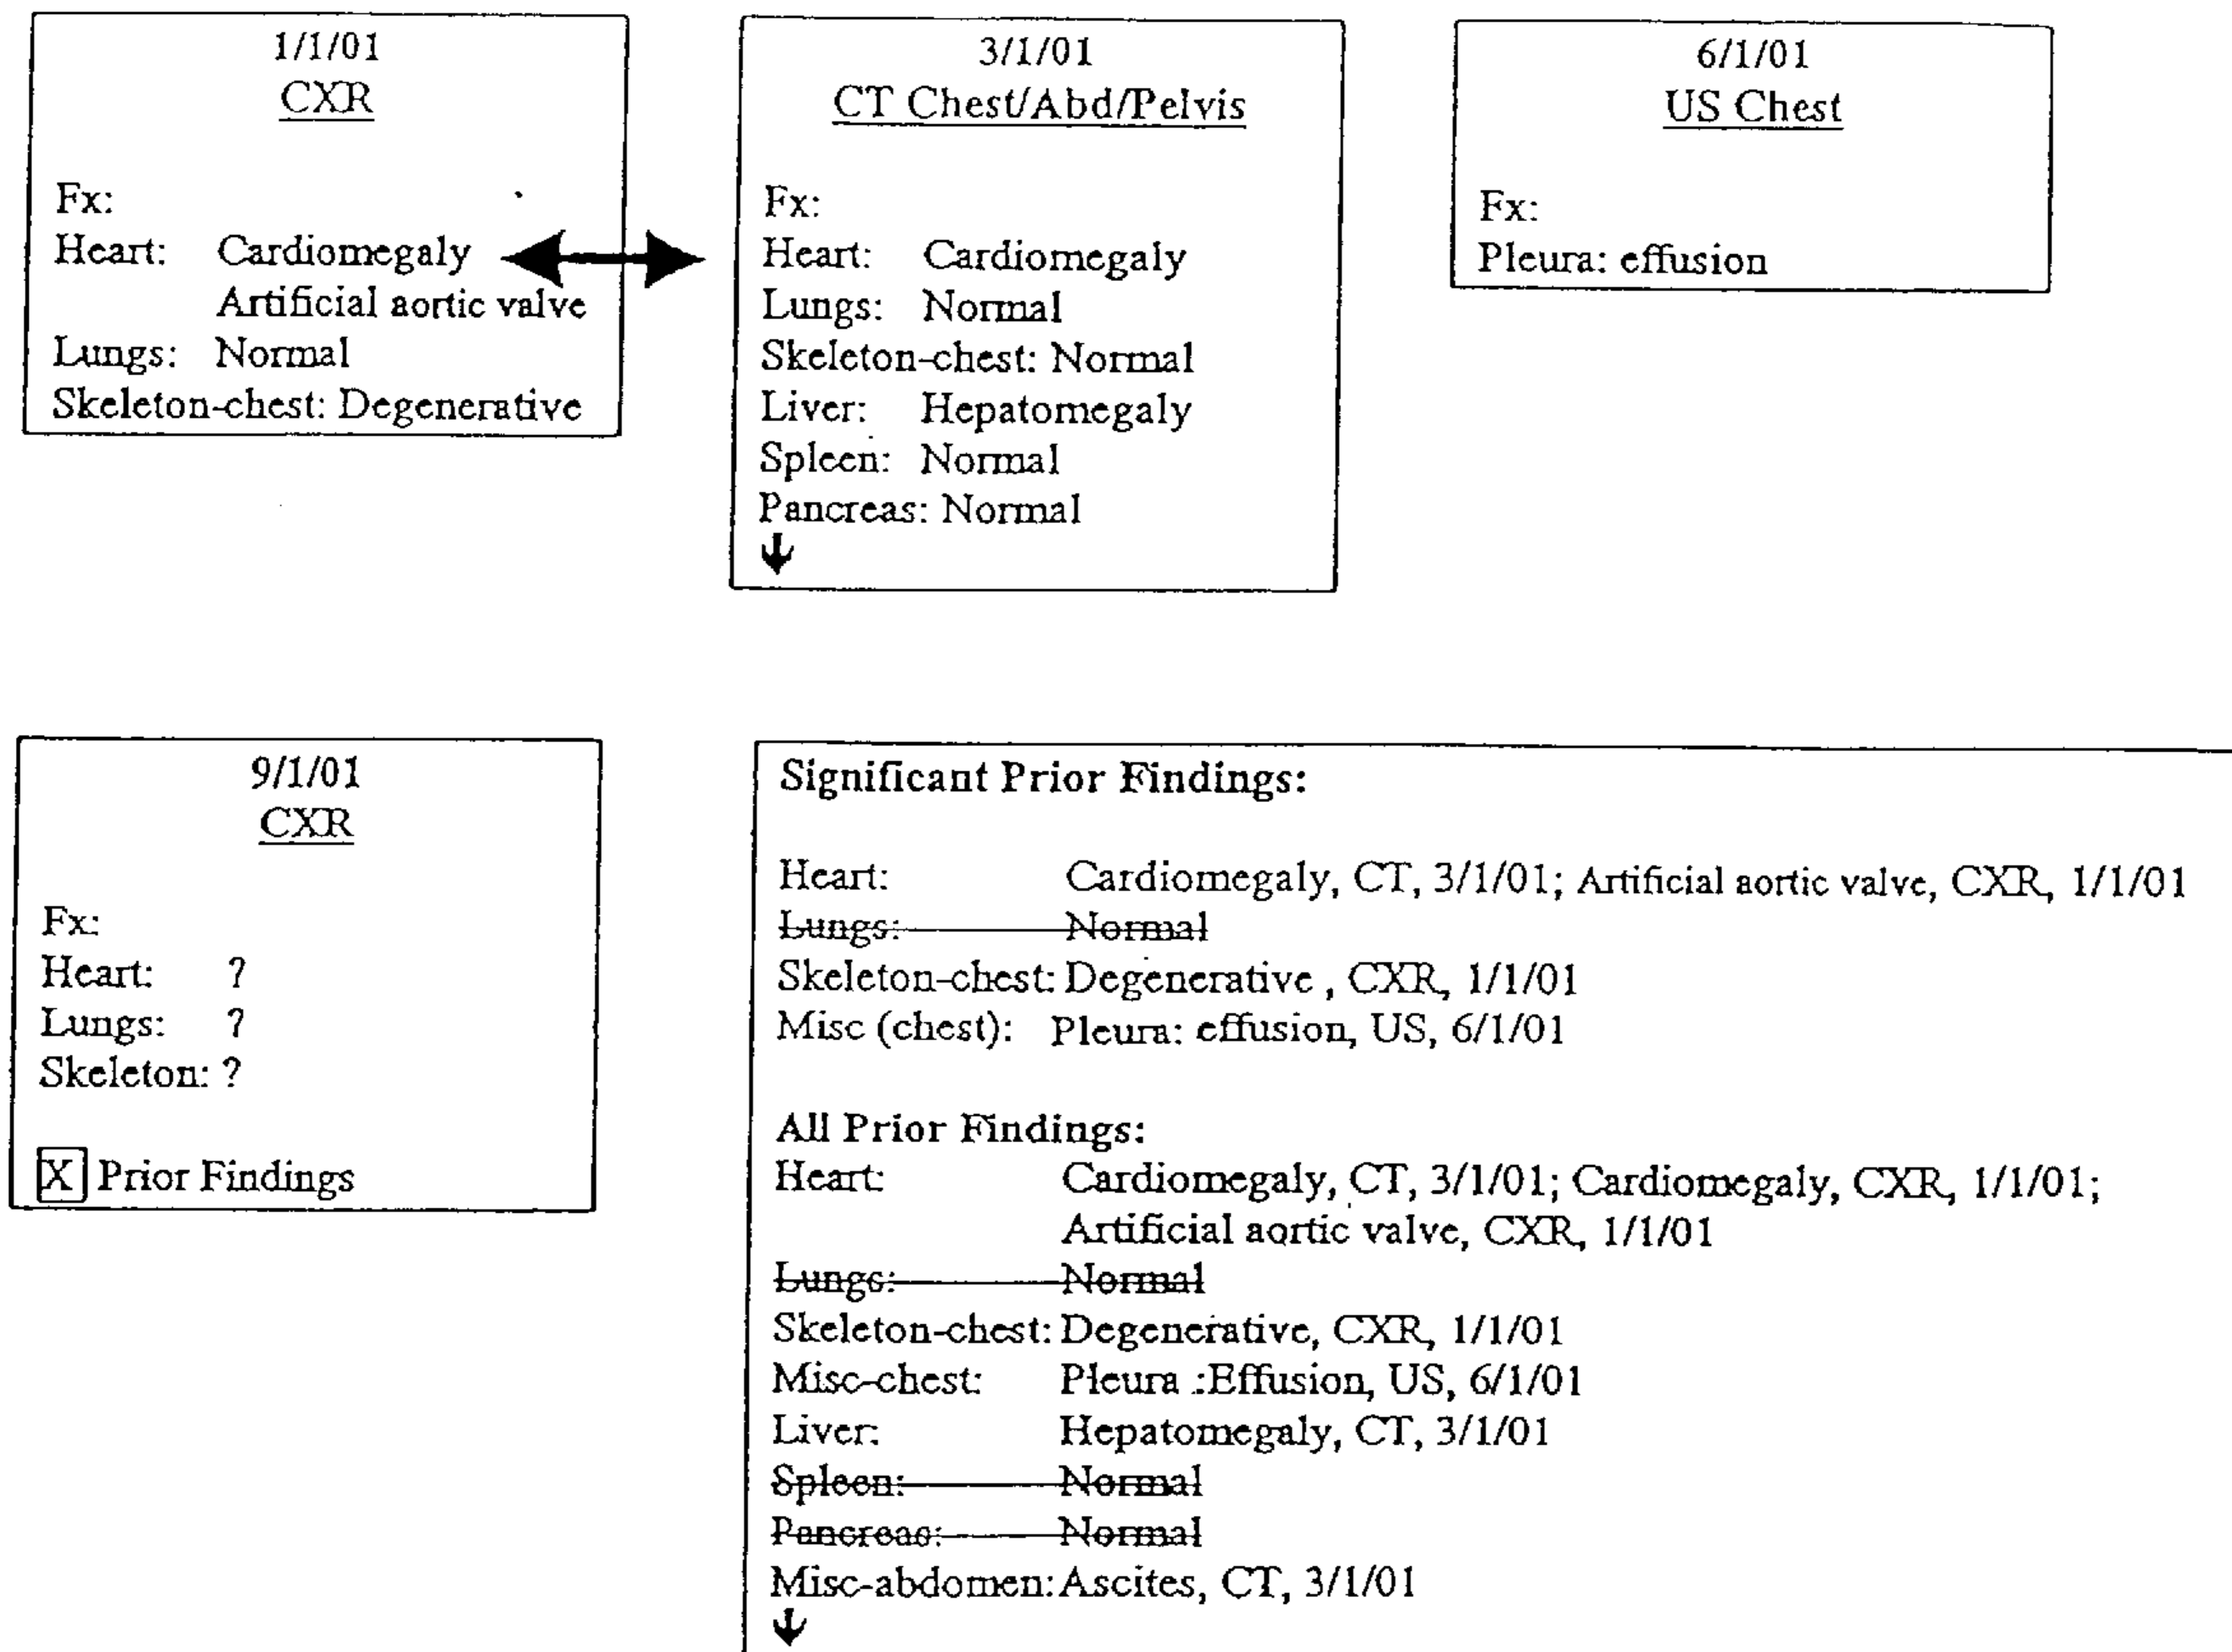 1/1/01
CXR
Fx:
Heart: Cardiomegaly
Artificial aortic valve
Lungs: Normal
Skeleton-chest: Degenerative
3/1/01
CT Chest/Abd/Pelvis
Fx:
Heart: Cardiomegaly
Lungs: Normal
Skeleton-chest: Normal
Liver: Hepatomegaly
Spleen: Normal
Pancreas: Normal
↓
6/1/01
US Chest
Fx:
Pleura: effusion
9/1/01
CXR
Fx:
Heart: ?
Lungs: ?
Skeleton: ?
X Prior Findings
Significant Prior Findings:
Heart: Cardiomegaly, CT, 3/1/01; Artificial aortic valve, CXR, 1/1/01
Lungs: Normal
Skeleton-chest: Degenerative , CXR, 1/1/01
Misc (chest): Pleura: effusion, US, 6/1/01
All Prior Findings:
Heart: Cardiomegaly, CT, 3/1/01; Cardiomegaly, CXR, 1/1/01;
Artificial aortic valve, CXR, 1/1/01
Lungs: Normal
Skeleton-chest: Degenerative, CXR, 1/1/01
Misc-chest: Pleura :Effusion, US, 6/1/01
Liver: Hepatomegaly, CT, 3/1/01
Spleen: Normal
Pancreas: Normal
Misc-abdomen: Ascites, CT, 3/1/01
↓